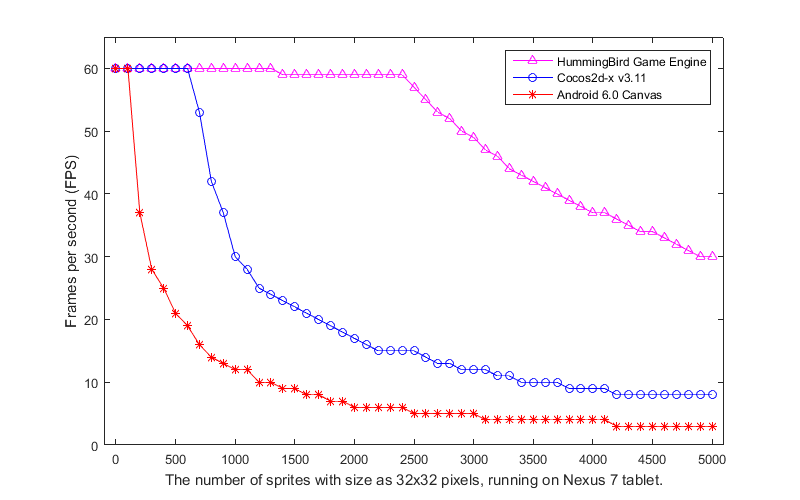 HummingBird Game Engine
Cocos2d-x v3.11
Android 6.0 Canvas
Frames per second (FPS)
60
50
40
30
20
10
0
0 500 1000 1500 2000 2500 3000 3500 4000 4500 5000
The number of sprites with size as 32x32 pixels, running on Nexus 7 tablet.